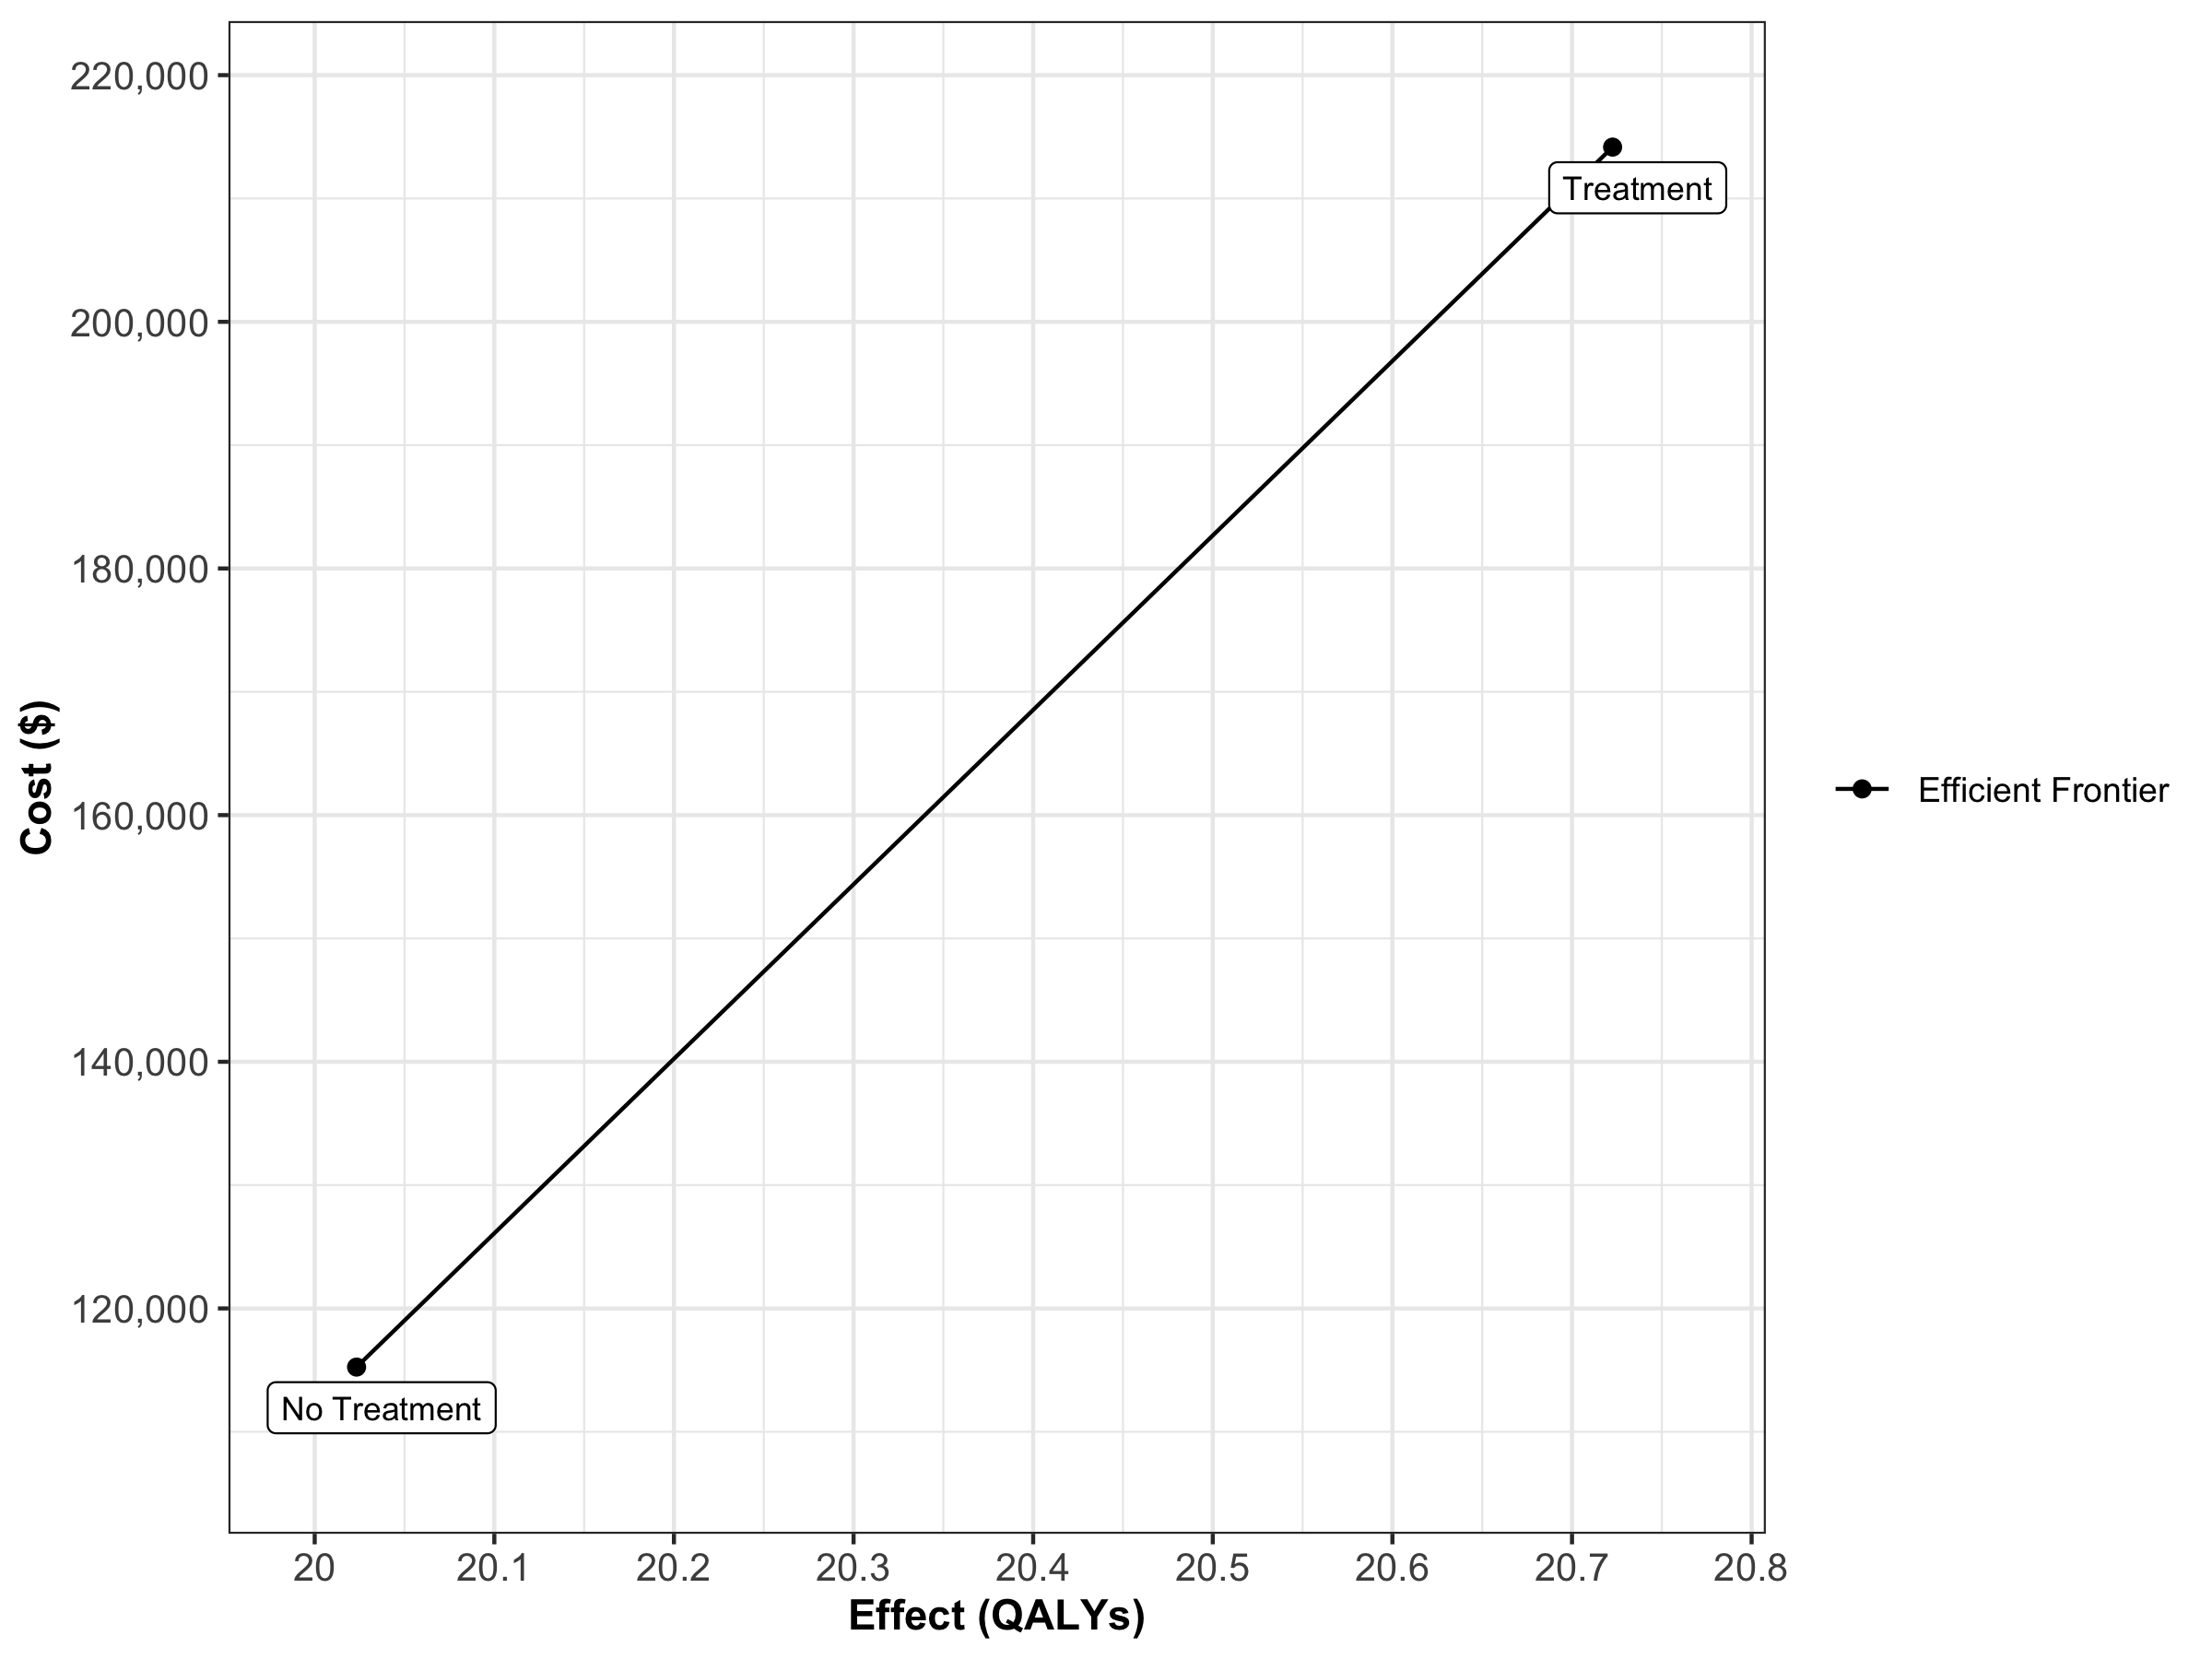 220,000
200,000
180,000
160,000
140,000
120,000
Cost ($)
Treatment
No Treatment
20 20.1 20.2 20.3 20.4 20.5 20.6 20.7 20.8
Effect (QALYs)
Efficient Frontier